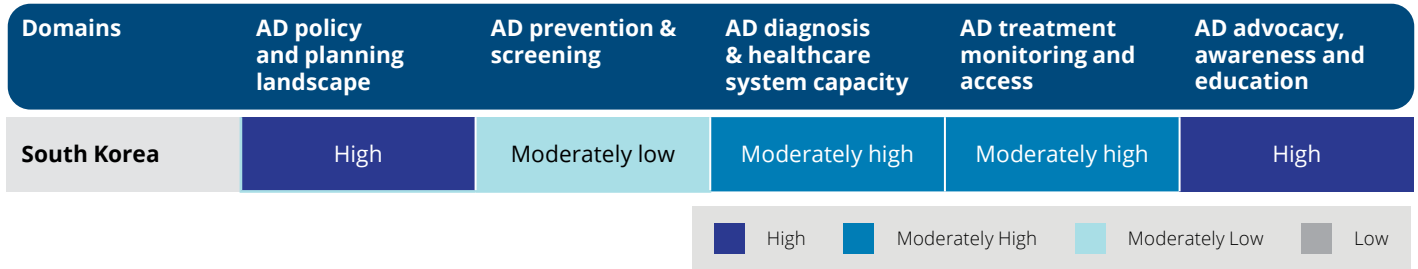 Domains
AD policy
and planning
landscape
AD prevention &
screening
AD diagnosis
& healthcare
system capacity
AD treatment
monitoring and
access
AD advocacy,
awareness and
education
South Korea
High
Moderately low
Moderately high
Moderately high
High
High
Moderately High
Moderately Low
Low